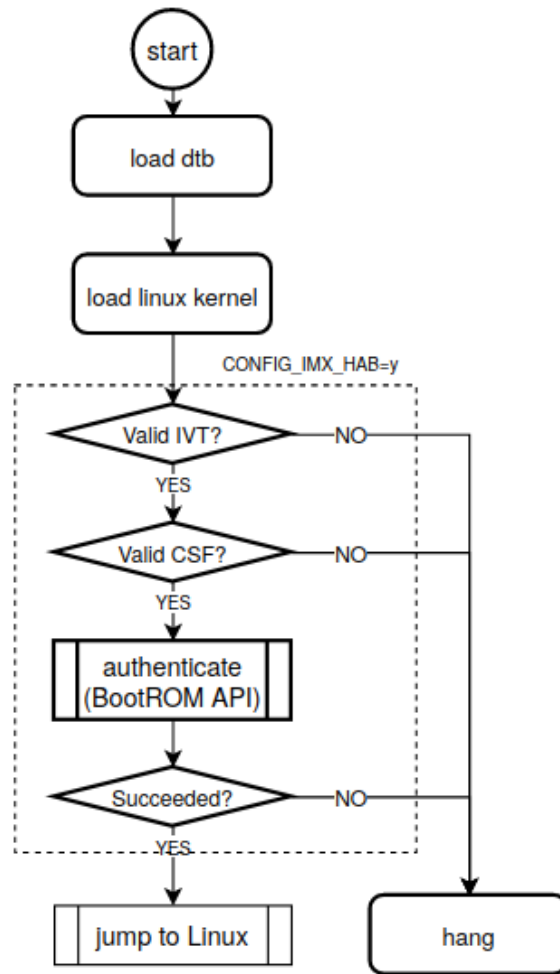 start
load dtb
load linux kernel
CONFIG_IMX_HAB=y
Valid IVT?
NO
YES
Valid CSF?
NO
YES
authenticate
(BootROM API)
Succeeded?
NO
YES
jump to Linux
hang